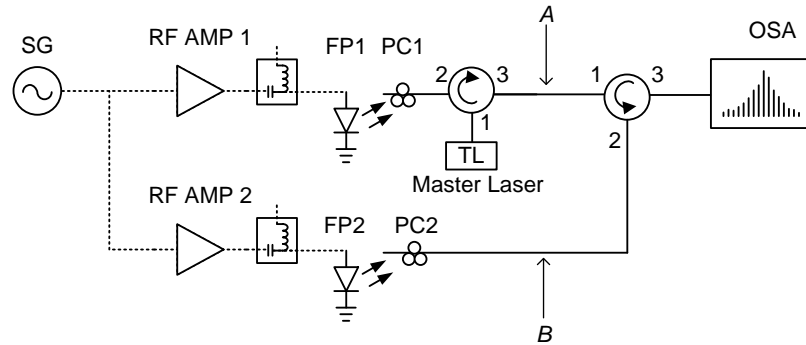 SG
RF AMP 1
FP1
PC1
2
3
1
TL
Master Laser
A
1
3
2
OSA
RF AMP 2
FP2
PC2
B